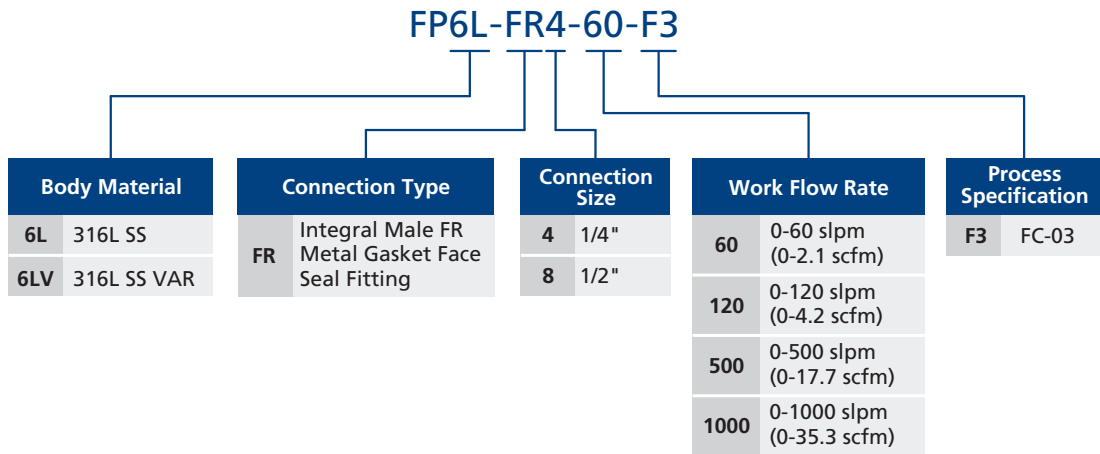 FP6L-FR4-60-F3
Body Material
6L 316L SS
6LV 316L SS VAR
Connection Type
FR Integral Male FR
Metal Gasket Face
Seal Fitting
Connection
Size
4 1/4"
8 1/2"
Work Flow Rate
60 0-60 slpm
(0-2.1 scfm)
120 0-120 slpm
(0-4.2 scfm)
500 0-500 slpm
(0-17.7 scfm)
1000 0-1000 slpm
(0-35.3 scfm)
Process
Specification
F3 FC-03